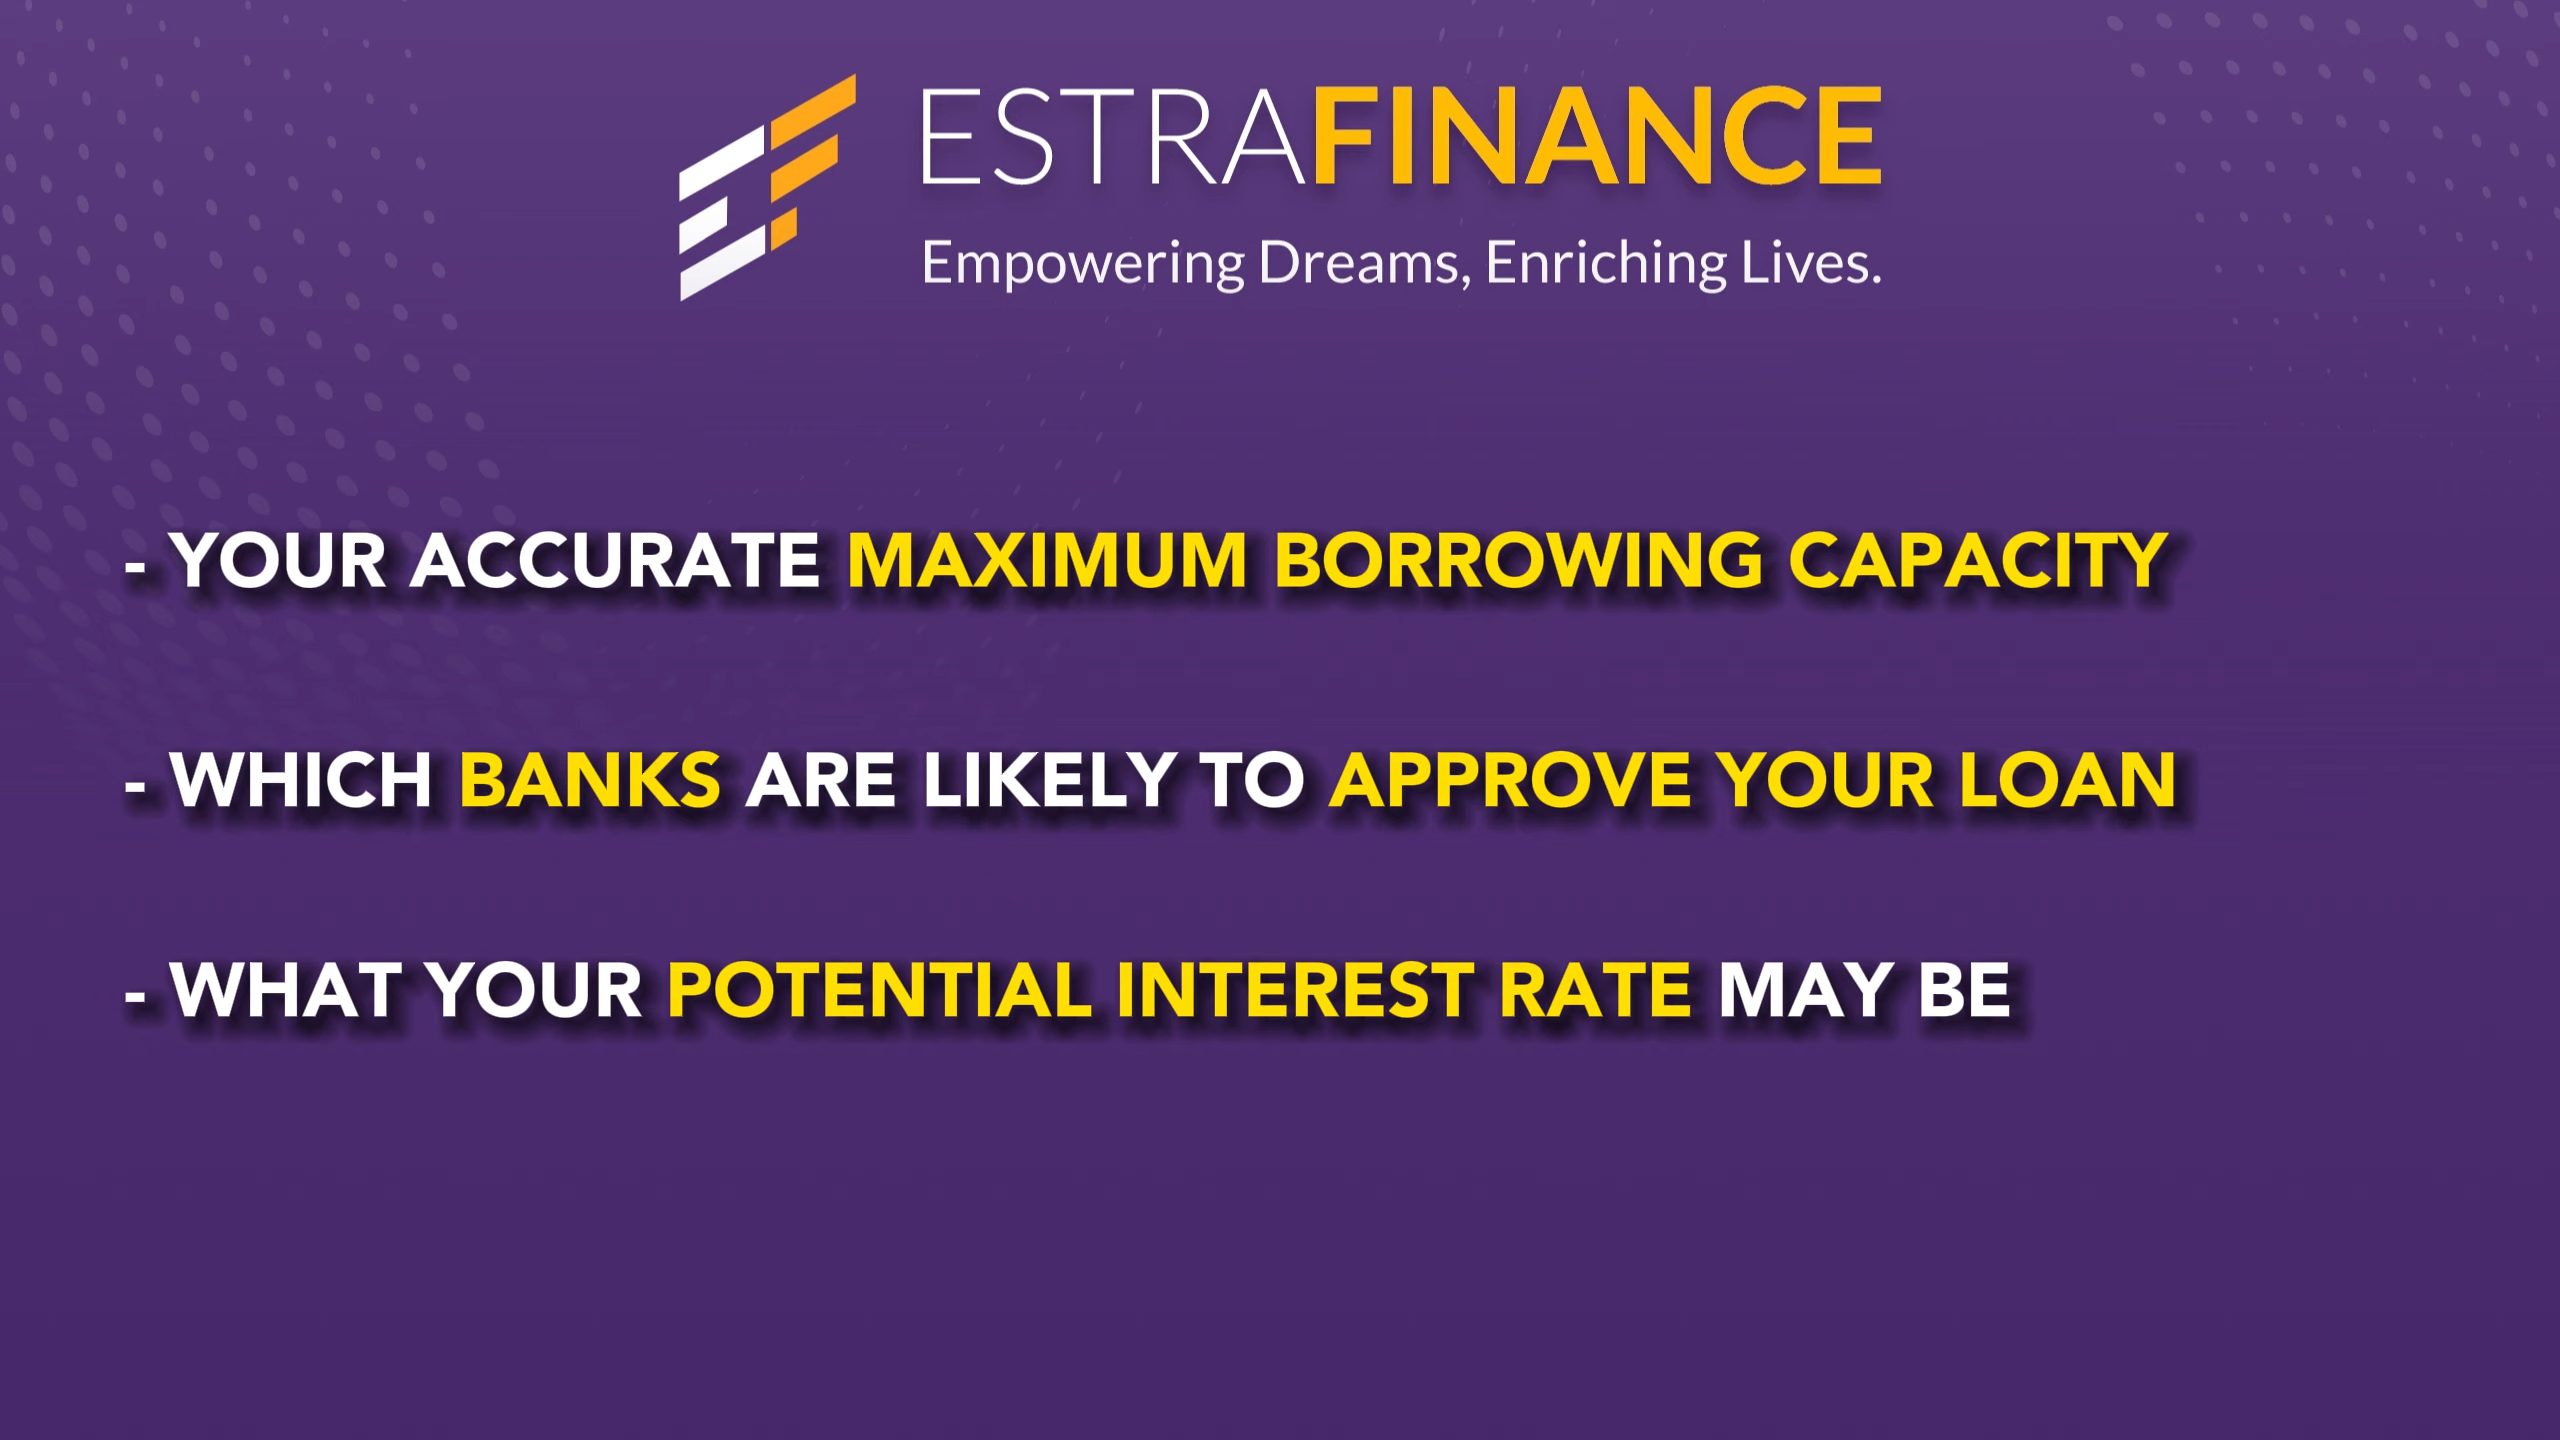 ESTRAFINANCE
Empowering Dreams, Enriching Lives.
- YOUR ACCURATE MAXIMUM BORROWING CAPACITY
- WHICH BANKS ARE LIKELY TO APPROVE YOUR LOAN
- WHAT YOUR POTENTIAL INTEREST RATE MAY BE